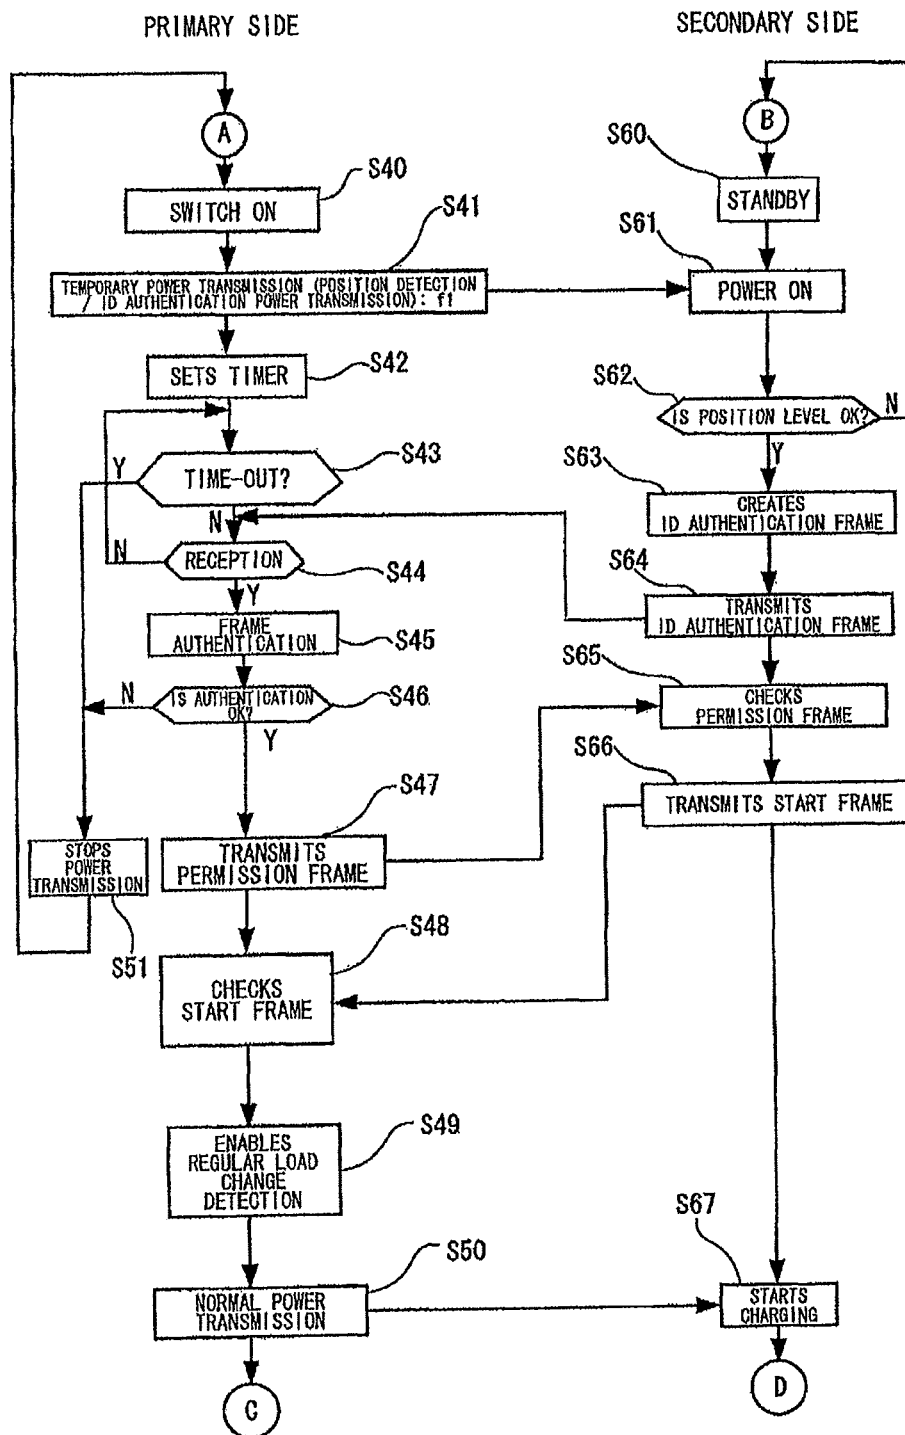 PRIMARY SIDE
SECONDARY SIDE
A
B
S40
SWITCH ON
S60
STANDBY
S41
TEMPORARY POWER TRANSMISSION (POSITION DETECTION
/ ID AUTHENTICATION POWER TRANSMISSION): f1
S61
POWER ON
S42
SETS TIMER
S62
IS POSITION LEVEL OK?
N
Y
S43
TIME-OUT?
Y
N
S63
CREATES
ID AUTHENTICATION FRAME
S44
RECEPTION
N
Y
S64
TRANSMITS
ID AUTHENTICATION FRAME
S45
FRAME
AUTHENTICATION
S65
CHECKS
PERMISSION FRAME
S46
IS AUTHENTICATION
OK?
N
Y
S66
TRANSMITS START FRAME
S47
TRANSMITS
PERMISSION FRAME
STOPS
POWER
TRANSMISSION
S51
S48
CHECKS
START FRAME
S49
ENABLES
REGULAR LOAD
CHANGE
DETECTION
S50
NORMAL POWER
TRANSMISSION
S67
STARTS
CHARGING
C
D